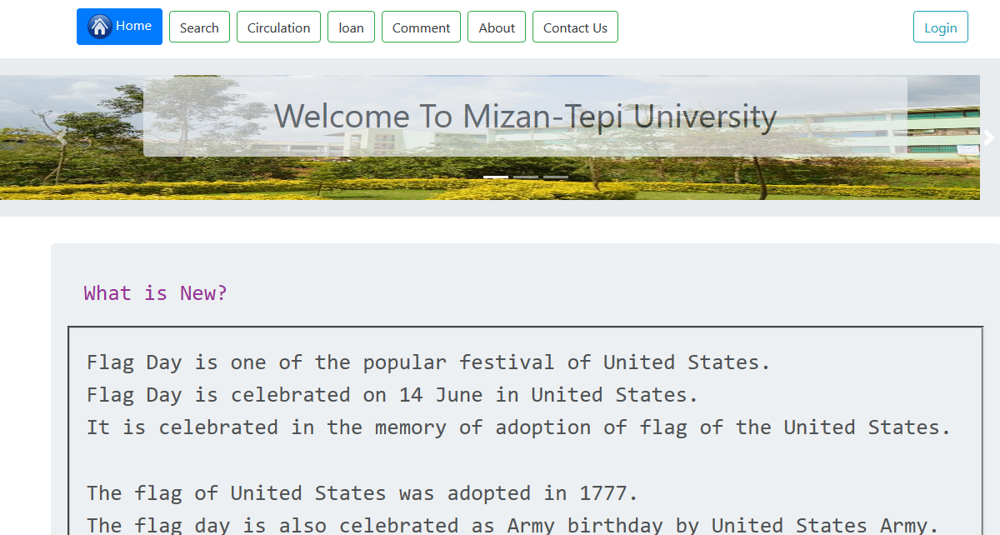 Home
Search
Circulation
loan
Comment
About
Contact Us
Login
Welcome To Mizan-Tepi University
What is New?
Flag Day is one of the popular festival of United States.
Flag Day is celebrated on 14 June in United States.
It is celebrated in the memory of adoption of flag of the United States.
The flag of United States was adopted in 1777.
The flag day is also celebrated as Army birthday by United States Army.